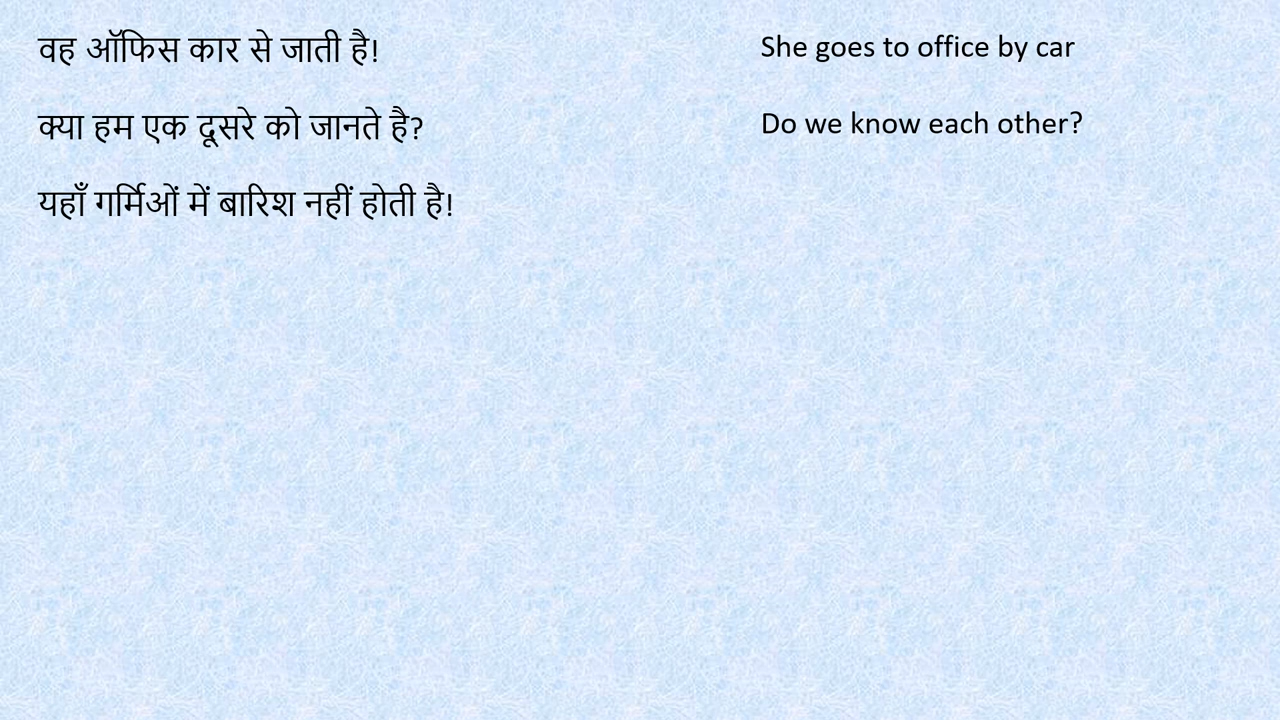 वह ऑफिस कार से जाती है! She goes to office by car
क्या हम एक दूसरे को जानते है? Do we know each other?
यहाँ गर्मिओं में बारिश नहीं होती है!